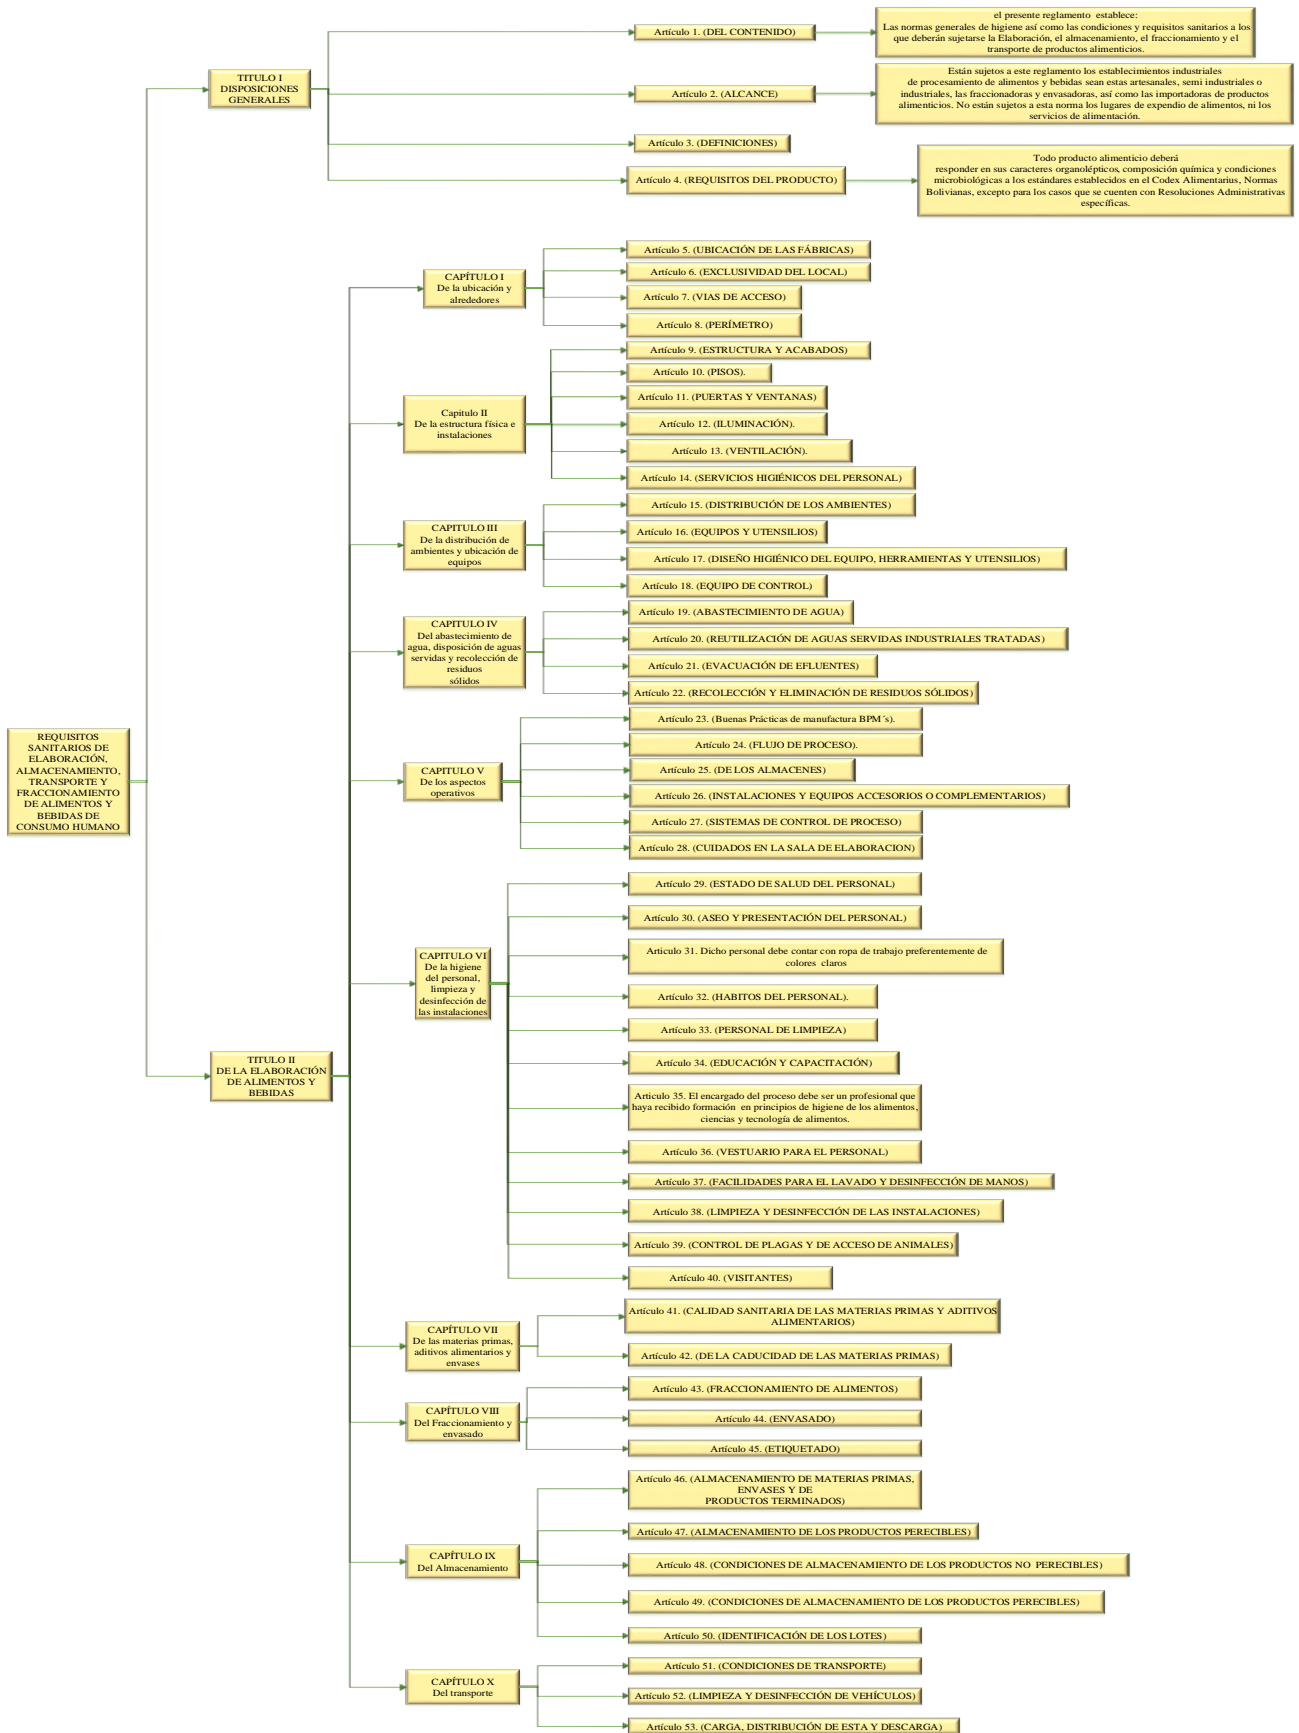 REQUISITOS
SANITARIOS DE
ELABORACIÓN,
ALMACENAMIENTO,
TRANSPORTE Y
FRACCIONAMIENTO
DE ALIMENTOS Y
BEBIDAS DE
CONSUMO HUMANO
TITULO I
DISPOSICIONES
GENERALES
Artículo 1. (DEL CONTENIDO)
el presente reglamento establece:
Las normas generales de higiene así como las condiciones y requisitos sanitarios a los
que deberán sujetarse la Elaboración, el almacenamiento, el fraccionamiento y el
transporte de productos alimenticios.
Artículo 2. (ALCANCE)
Están sujetos a este reglamento los establecimientos industriales
de procesamiento de alimentos y bebidas sean estas artesanales, semi industriales o
industriales, las fraccionadoras y envasadoras, así como las importadoras de productos
alimenticios. No están sujetos a esta norma los lugares de expendio de alimentos, ni los
servicios de alimentación.
Artículo 3. (DEFINICIONES)
Artículo 4. (REQUISITOS DEL PRODUCTO)
Todo producto alimenticio deberá
responder en sus caracteres organolépticos, composición química y condiciones
microbiológicas a los estándares establecidos en el Codex Alimentarius, Normas
Bolivianas, excepto para los casos que se cuenten con Resoluciones Administrativas
específicas.
TITULO II
DE LA ELABORACIÓN
DE ALIMENTOS Y
BEBIDAS
CAPÍTULO I
De la ubicación y
alrededores
Artículo 5. (UBICACIÓN DE LAS FÁBRICAS)
Artículo 6. (EXCLUSIVIDAD DEL LOCAL)
Artículo 7. (VIAS DE ACCESO)
Artículo 8. (PERÍMETRO)
Capitulo II
De la estructura física e
instalaciones
Artículo 9. (ESTRUCTURA Y ACABADOS)
Artículo 10. (PISOS).
Artículo 11. (PUERTAS Y VENTANAS)
Artículo 12. (ILUMINACIÓN).
Artículo 13. (VENTILACIÓN).
Artículo 14. (SERVICIOS HIGIÉNICOS DEL PERSONAL)
CAPITULO III
De la distribución de
ambientes y ubicación de
equipos
Artículo 15. (DISTRIBUCIÓN DE LOS AMBIENTES)
Artículo 16. (EQUIPOS Y UTENSILIOS)
Artículo 17. (DISEÑO HIGIÉNICO DEL EQUIPO, HERRAMIENTAS Y UTENSILIOS)
Artículo 18. (EQUIPO DE CONTROL)
CAPITULO IV
Del abastecimiento de
agua, disposición de aguas
servidas y recolección de
residuos
sólidos
Artículo 19. (ABASTECIMIENTO DE AGUA)
Artículo 20. (REUTILIZACIÓN DE AGUAS SERVIDAS INDUSTRIALES TRATADAS)
Artículo 21. (EVACUACIÓN DE EFLUENTES)
Artículo 22. (RECOLECCIÓN Y ELIMINACIÓN DE RESIDUOS SÓLIDOS)
CAPITULO V
De los aspectos
operativos
Artículo 23. (Buenas Prácticas de manufactura BPM´s).
Artículo 24. (FLUJO DE PROCESO).
Artículo 25. (DE LOS ALMACENES)
Artículo 26. (INSTALACIONES Y EQUIPOS ACCESORIOS O COMPLEMENTARIOS)
Artículo 27. (SISTEMAS DE CONTROL DE PROCESO)
Artículo 28. (CUIDADOS EN LA SALA DE ELABORACION)
CAPITULO VI
De la higiene
del personal,
limpieza y
desinfección de
las instalaciones
Artículo 29. (ESTADO DE SALUD DEL PERSONAL)
Artículo 30. (ASEO Y PRESENTACIÓN DEL PERSONAL)
Articulo 31. Dicho personal debe contar con ropa de trabajo preferentemente de
colores claros
Artículo 32. (HABITOS DEL PERSONAL).
Artículo 33. (PERSONAL DE LIMPIEZA)
Artículo 34. (EDUCACIÓN Y CAPACITACIÓN)
Articulo 35. El encargado del proceso debe ser un profesional que
haya recibido formación en principios de higiene de los alimentos,
ciencias y tecnología de alimentos.
Artículo 36. (VESTUARIO PARA EL PERSONAL)
Artículo 37. (FACILIDADES PARA EL LAVADO Y DESINFECCIÓN DE MANOS)
Artículo 38. (LIMPIEZA Y DESINFECCIÓN DE LAS INSTALACIONES)
Artículo 39. (CONTROL DE PLAGAS Y DE ACCESO DE ANIMALES)
Artículo 40. (VISITANTES)
CAPÍTULO VII
De las materias primas,
aditivos alimentarios y
envases
Artículo 41. (CALIDAD SANITARIA DE LAS MATERIAS PRIMAS Y ADITIVOS
ALIMENTARIOS)
Artículo 42. (DE LA CADUCIDAD DE LAS MATERIAS PRIMAS)
CAPÍTULO VIII
Del Fraccionamiento y
envasado
Artículo 43. (FRACCIONAMIENTO DE ALIMENTOS)
Artículo 44. (ENVASADO)
Artículo 45. (ETIQUETADO)
CAPÍTULO IX
Del Almacenamiento
Artículo 46. (ALMACENAMIENTO DE MATERIAS PRIMAS,
ENVASES Y DE
PRODUCTOS TERMINADOS)
Artículo 47. (ALMACENAMIENTO DE LOS PRODUCTOS PERECIBLES)
Artículo 48. (CONDICIONES DE ALMACENAMIENTO DE LOS PRODUCTOS NO PERECIBLES)
Artículo 49. (CONDICIONES DE ALMACENAMIENTO DE LOS PRODUCTOS PERECIBLES)
Artículo 50. (IDENTIFICACIÓN DE LOS LOTES)
CAPÍTULO X
Del transporte
Artículo 51. (CONDICIONES DE TRANSPORTE)
Artículo 52. (LIMPIEZA Y DESINFECCIÓN DE VEHÍCULOS)
Artículo 53. (CARGA, DISTRIBUCIÓN DE ESTA Y DESCARGA)